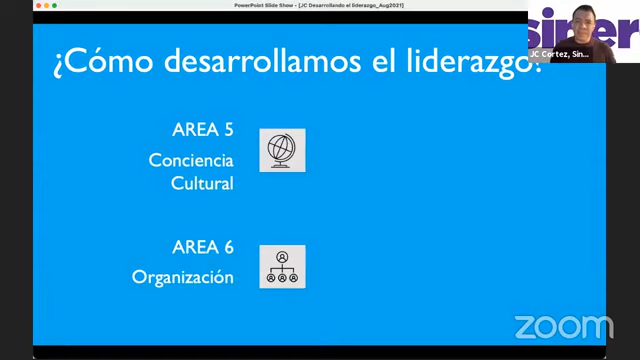 PowerPoint Slide Show - [JC Desarrollando el liderazgo_Aug2021]
siner
JC Cortez, Sin...
¿Cómo desarrollamos el liderazgo?
AREA 5
Conciencia
Cultural
AREA 6
Organización
zoom